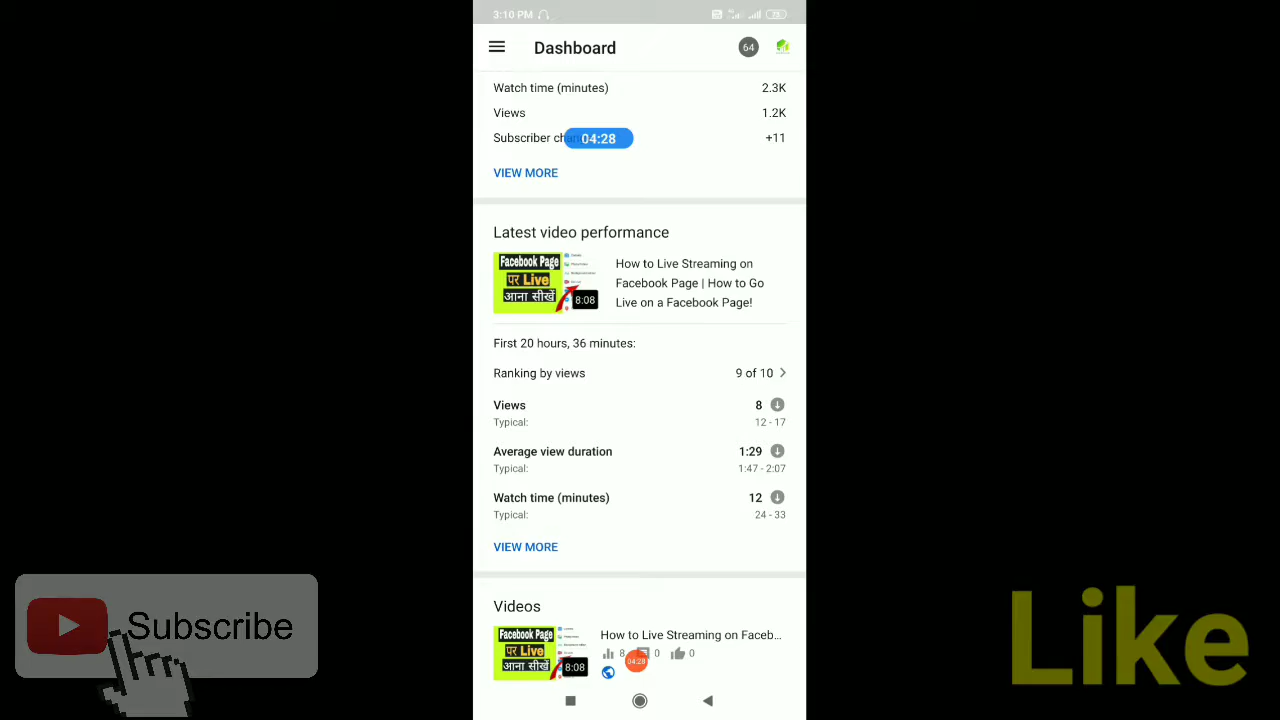 3:10 PM
Dashboard
64
Watch time (minutes) 2.3K
Views 1.2K
Subscriber +11
04:28
VIEW MORE
Latest video performance
Facebook Page
पर Live
आना सीखें
8:08
How to Live Streaming on
Facebook Page | How to Go
Live on a Facebook Page!
First 20 hours, 36 minutes:
Ranking by views 9 of 10
Views 8
Typical: 12 - 17
Average view duration 1:29
Typical: 1:47 - 2:07
Watch time (minutes) 12
Typical: 24 - 33
VIEW MORE
Videos
Facebook Page
पर Live
आना सीखें
8:08
How to Live Streaming on Faceb...
8 0 0
04:28
Subscribe
Like